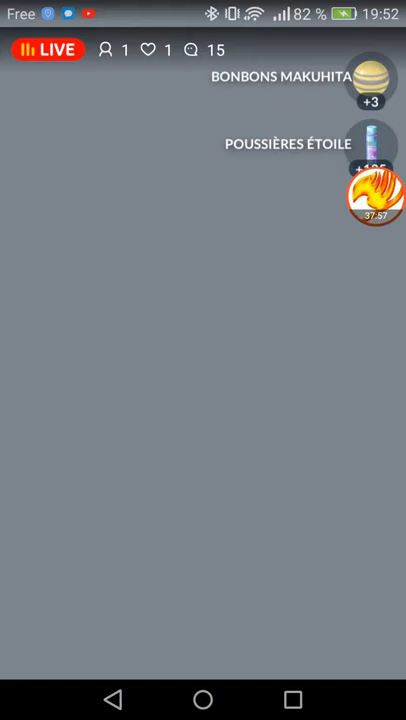 Free 82 % 19:52
LIVE 1 1 15
BONBONS MAKUHITA
+3
POUSSIÈRES ÉTOILE
37:57